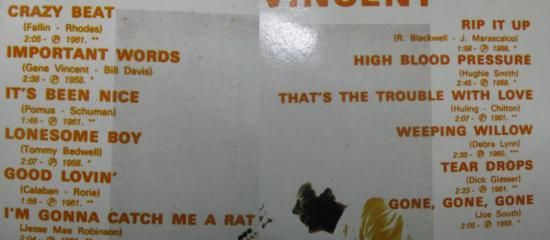 CRAZY BEAT
(Fallin - Rhodes)
2:05 - ℗ 1961. **
IMPORTANT WORDS
(Gene Vincent - Bill Davis)
2:38 - ℗ 1958. *
IT'S BEEN NICE
(Pomus - Schuman)
1:46 - ℗ 1961. **
LONESOME BOY
(Tommy Bedwell)
2:07 - ℗ 1958. *
GOOD LOVIN'
(Calaban - Rorie)
1:56 - ℗ 1961. **
I'M GONNA CATCH ME A RAT
(Jesse Mae Robinson)
VINCENT
RIP IT UP
(R. Blackwell - J. Marascalco)
1:58 - ℗ 1958. *
HIGH BLOOD PRESSURE
(Hughie Smith)
2:45 - ℗ 1958. *
THAT'S THE TROUBLE WITH LOVE
(Huling - Chilton)
2:07 - ℗ 1961. **
WEEPING WILLOW
(Debra Lynn)
2:35 - ℗ 1960. ***
TEAR DROPS
(Dick Glasser)
2:23 - ℗ 1961. **
GONE, GONE, GONE
(Joe South)
2:05 - ℗ 1961. **